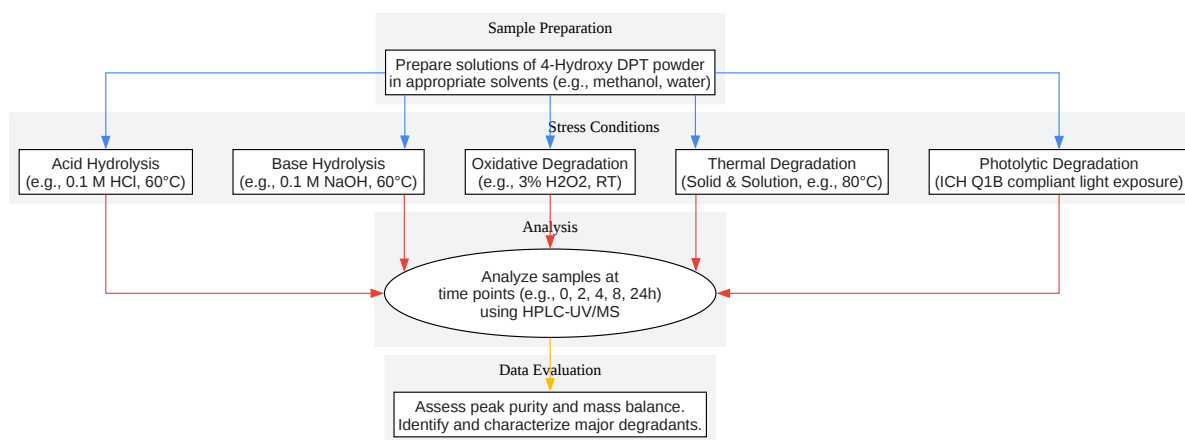 Sample Preparation
Prepare solutions of 4-Hydroxy DPT powder
in appropriate solvents (e.g., methanol, water)
Stress Conditions
Acid Hydrolysis
(e.g., 0.1 M HCl, 60°C)
Base Hydrolysis
(e.g., 0.1 M NaOH, 60°C)
Oxidative Degradation
(e.g., 3% H2O2, RT)
Thermal Degradation
(Solid & Solution, e.g., 80°C)
Photolytic Degradation
(ICH Q1B compliant light exposure)
Analysis
Analyze samples at
time points (e.g., 0, 2, 4, 8, 24h)
using HPLC-UV/MS
Data Evaluation
Assess peak purity and mass balance.
Identify and characterize major degradants.